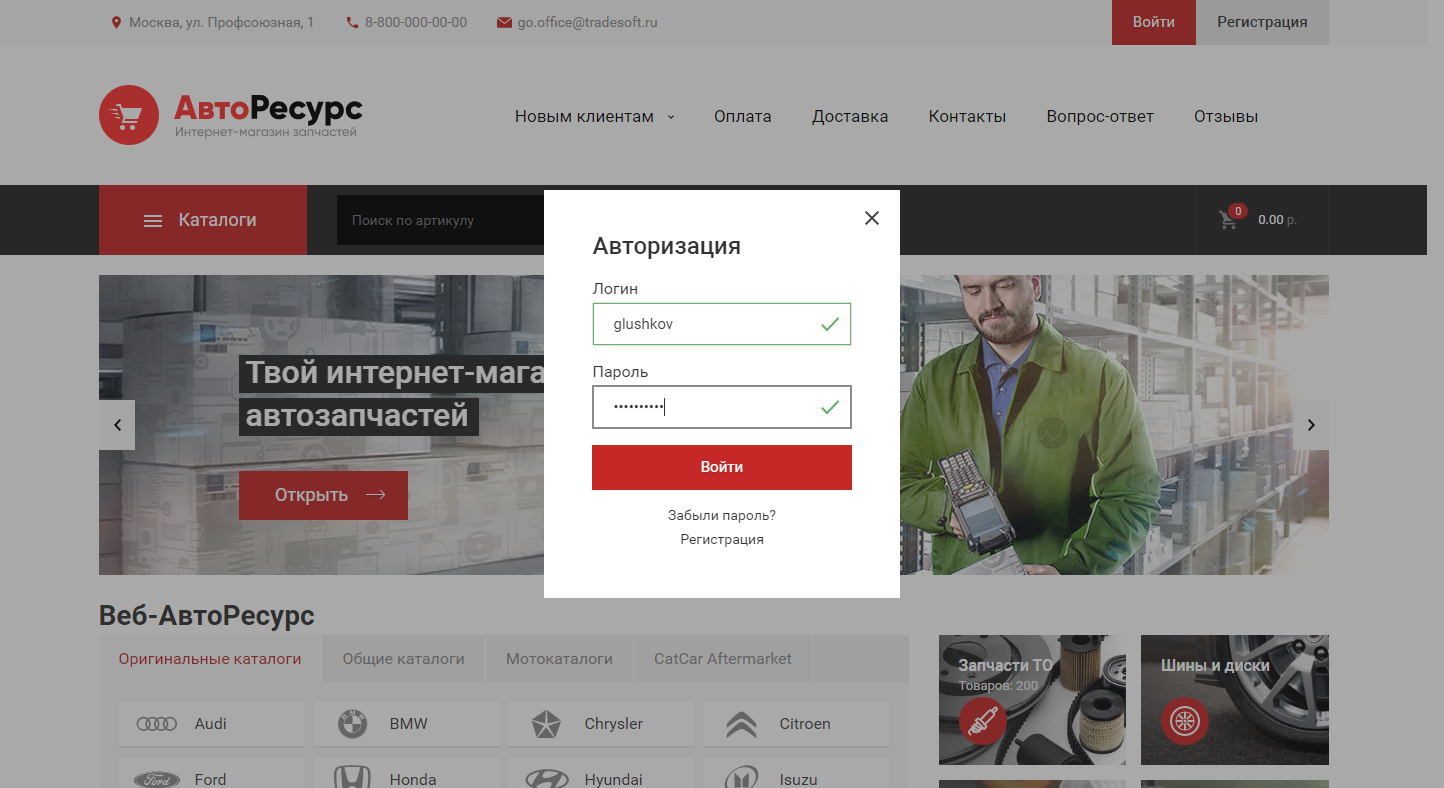 Москва, ул. Профсоюзная, 1
8-800-000-00-00
go.office@tradesoft.ru
Войти
Регистрация
АвтоРесурс
Интернет-магазин запчастей
Новым клиентам
Оплата
Доставка
Контакты
Вопрос-ответ
Отзывы
Каталоги
Поиск по артикулу
0
0.00 р.
Авторизация
Логин
glushkov
Пароль
••••••••••
Войти
Забыли пароль?
Регистрация
Твой интернет-мага
автозапчастей
Открыть
Веб-АвтоРесурс
Оригинальные каталоги
Общие каталоги
Мотокаталоги
CatCar Aftermarket
Audi
BMW
Chrysler
Citroen
Ford
Honda
Hyundai
Isuzu
Запчасти ТО
Товаров: 200
Шины и диски